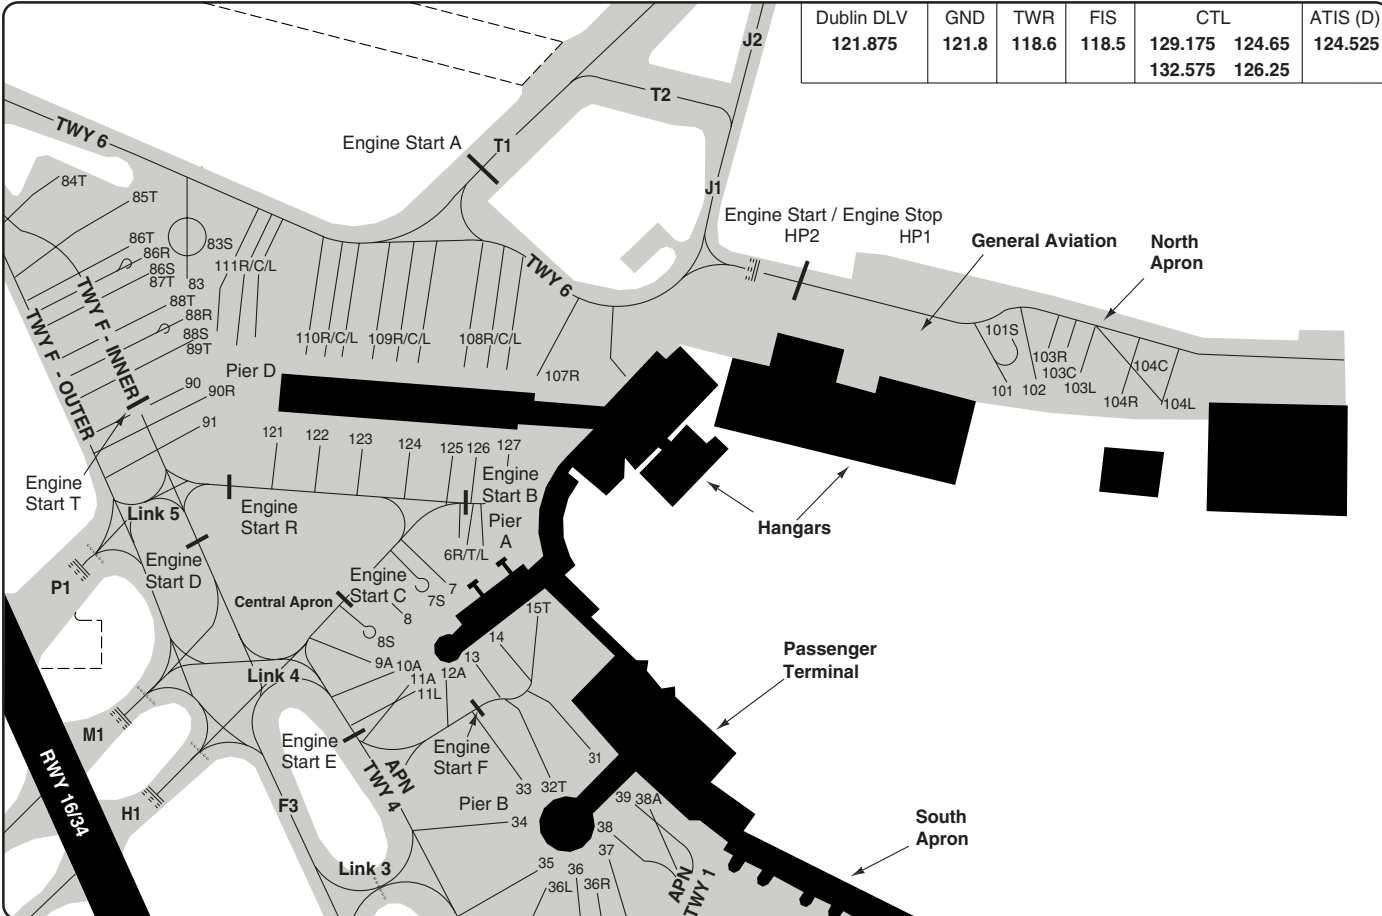 Dublin DLV
121.875
GND
121.8
TWR
118.6
FIS
118.5
CTL
129.175 124.65
132.575 126.25
ATIS (D)
124.525
J2
T2
TWY 6
Engine Start A
T1
84T
J1
85T
Engine Start / Engine Stop
HP2 HP1
General Aviation
North
Apron
86T
86R
86S
87T
83S
83
111R/C/L
TWY 6
TWY F - INNER
TWY F - OUTER
88T
88R
88S
89T
110R/C/L
109R/C/L
108R/C/L
101S
103R
103C
103L
104C
101
102
104R
104L
Pier D
107R
90
90R
91
121
122
123
124
125
126
127
Engine
Start T
Link 5
Engine
Start R
Engine
Start B
Pier
A
Hangars
6R/T/L
Engine
Start D
P1
Engine
Start C
7
7S
Central Apron
8
8S
15T
14
13
9A
10A
11A
11L
12A
Link 4
Passenger
Terminal
M1
Engine
Start E
Engine
Start F
31
RWY 16/34
APN
TWY 4
33
32T
H1
F3
Pier B
34
39
38A
38
37
South
Apron
Link 3
35
36
36L
36R
APN
TWY 1